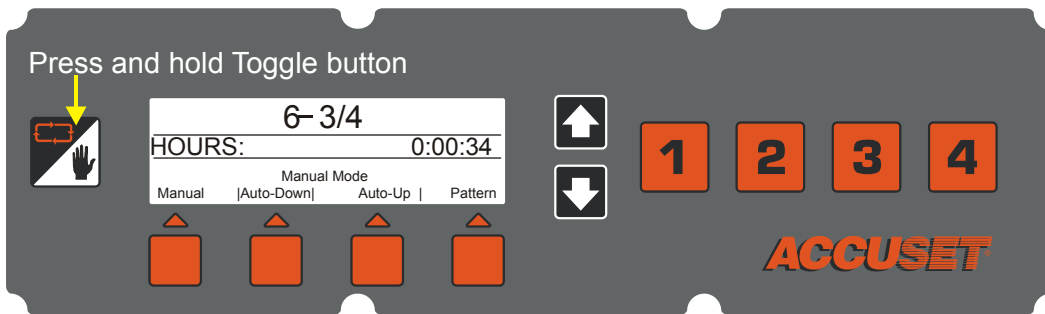 Press and hold Toggle button
6- 3/4
HOURS: 0:00:34
Manual Mode
Manual |Auto-Down| Auto-Up | Pattern
1 2 3 4
ACCUSET